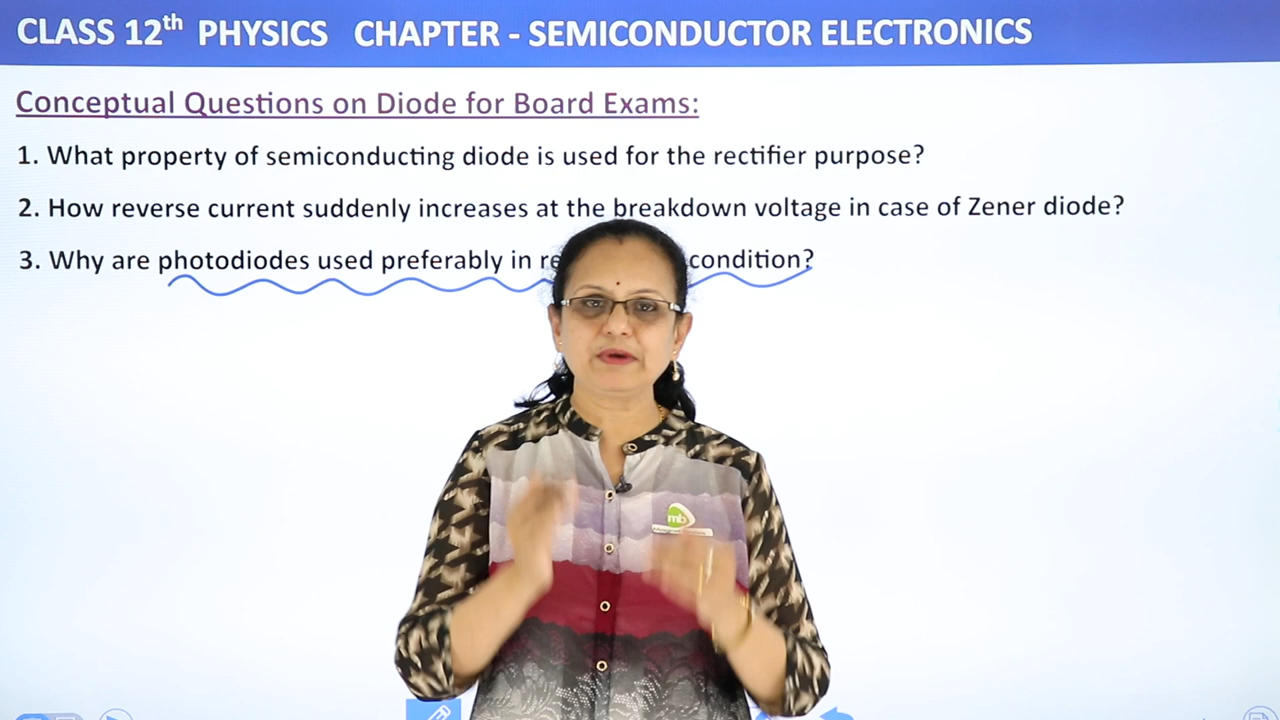 CLASS 12th PHYSICS CHAPTER - SEMICONDUCTOR ELECTRONICS
Conceptual Questions on Diode for Board Exams:
1. What property of semiconducting diode is used for the rectifier purpose?
2. How reverse current suddenly increases at the breakdown voltage in case of Zener diode?
3. Why are photodiodes used preferably in re condition?
mb